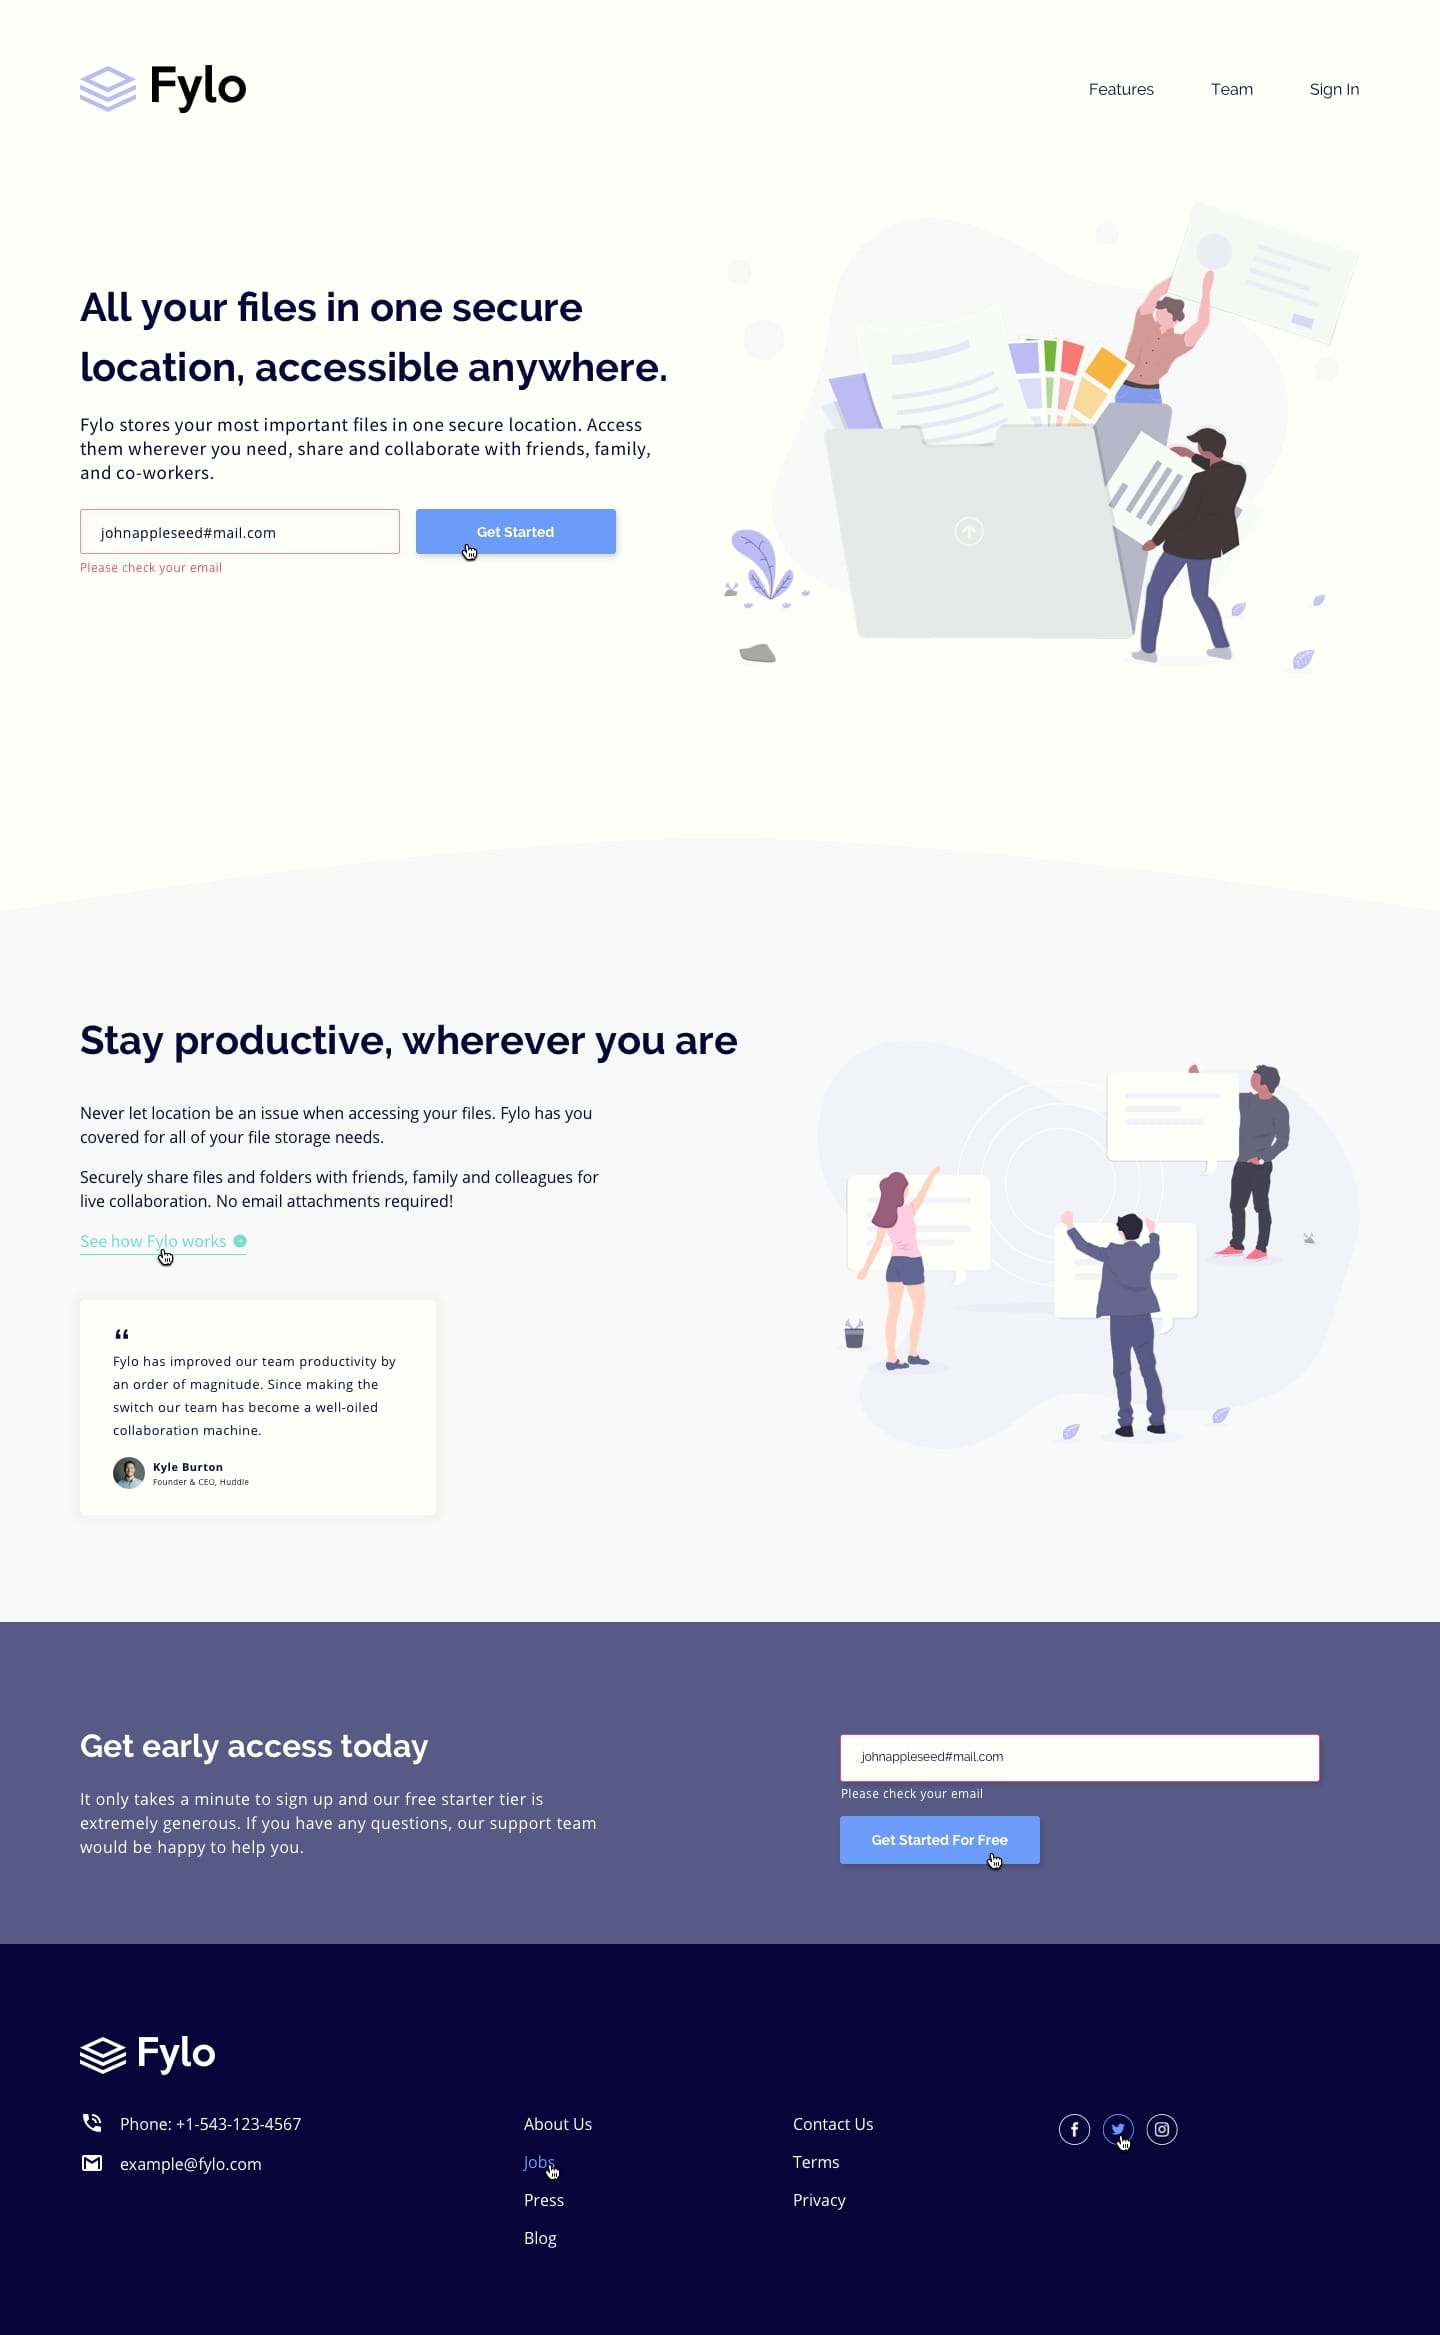 Fylo
Features
Team
Sign In
All your files in one secure
location, accessible anywhere.
Fylo stores your most important files in one secure location. Access
them wherever you need, share and collaborate with friends, family,
and co-workers.
johnappleseed#mail.com
Get Started
Please check your email
Stay productive, wherever you are
Never let location be an issue when accessing your files. Fylo has you
covered for all of your file storage needs.
Securely share files and folders with friends, family and colleagues for
live collaboration. No email attachments required!
See how Fylo works
“
Fylo has improved our team productivity by
an order of magnitude. Since making the
switch our team has become a well-oiled
collaboration machine.
Kyle Burton
Founder & CEO, Huddle
Get early access today
It only takes a minute to sign up and our free starter tier is
extremely generous. If you have any questions, our support team
would be happy to help you.
johnappleseed#mail.com
Please check your email
Get Started For Free
Fylo
Phone: +1-543-123-4567
example@fylo.com
About Us
Jobs
Press
Blog
Contact Us
Terms
Privacy